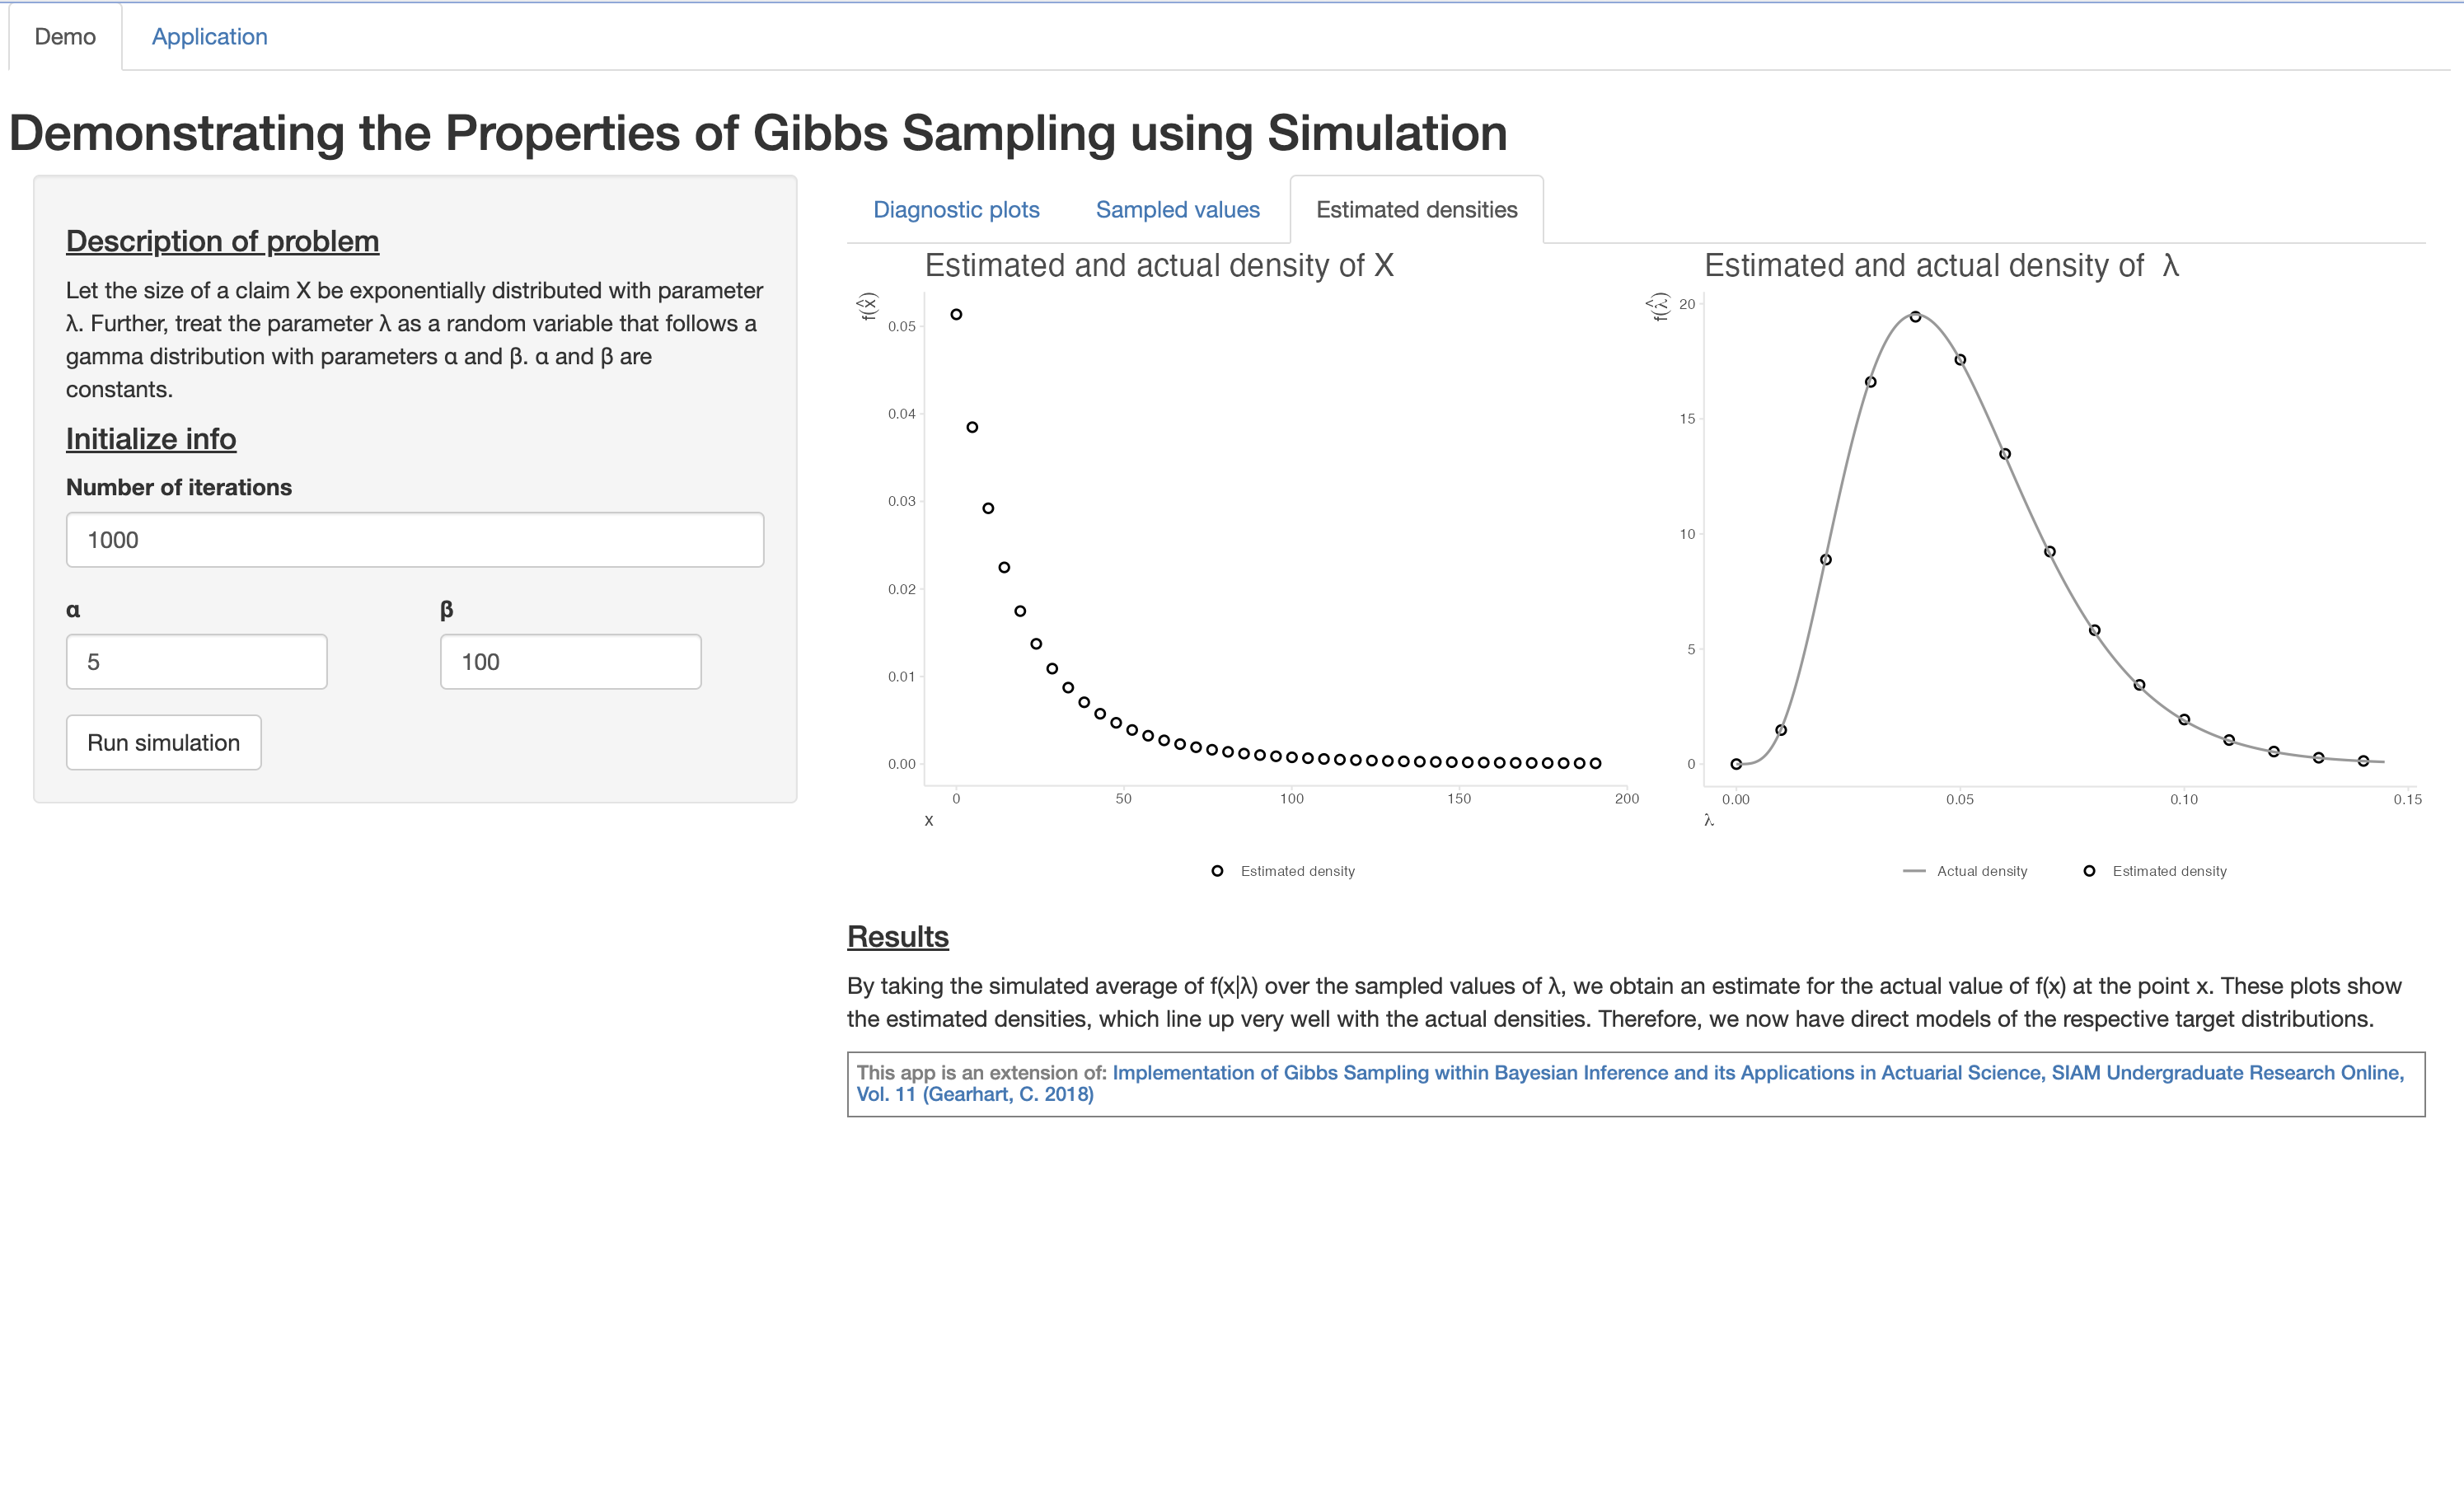 Demo
Application
Demonstrating the Properties of Gibbs Sampling using Simulation
Description of problem
Let the size of a claim X be exponentially distributed with parameter
λ. Further, treat the parameter λ as a random variable that follows a
gamma distribution with parameters α and β. α and β are
constants.
Initialize info
Number of iterations
1000
α
β
5
100
Run simulation
Diagnostic plots
Sampled values
Estimated densities
Estimated and actual density of X
f(x̂)
0.05
0.04
0.03
0.02
0.01
0.00
0
50
100
150
200
x
Estimated density
Estimated and actual density of λ
f(λ̂)
20
15
10
5
0
0.00
0.05
0.10
0.15
λ
Actual density
Estimated density
Results
By taking the simulated average of f(x|λ) over the sampled values of λ, we obtain an estimate for the actual value of f(x) at the point x. These plots show
the estimated densities, which line up very well with the actual densities. Therefore, we now have direct models of the respective target distributions.
This app is an extension of: Implementation of Gibbs Sampling within Bayesian Inference and its Applications in Actuarial Science, SIAM Undergraduate Research Online,
Vol. 11 (Gearhart, C. 2018)